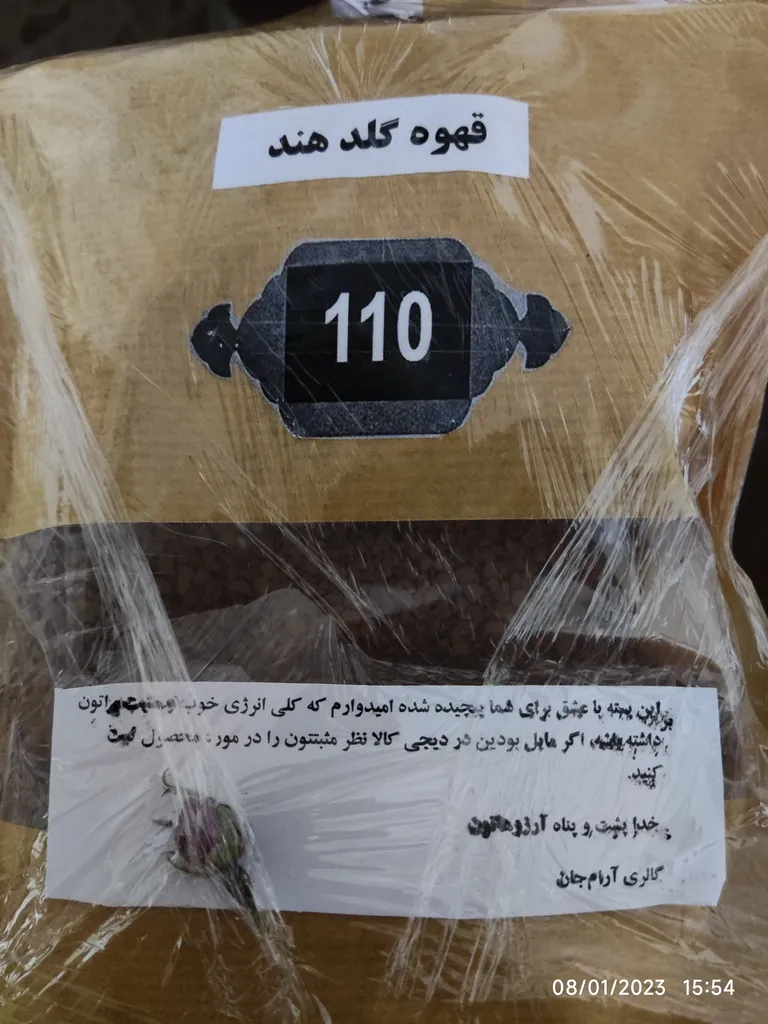 قهوه گلد هند
110
این بسته با عشق برای شما پیچیده شده امیدوارم که کلی انرژی خوب و مثبت براتون
داشته باشه، اگر مایل بودین در دیجی کالا نظر مثبتتون را در مورد محصول ثبت
کنید.
خدا پشت و پناه آرزوهاتون
گالری آرام‌جان
08/01/2023 15:54